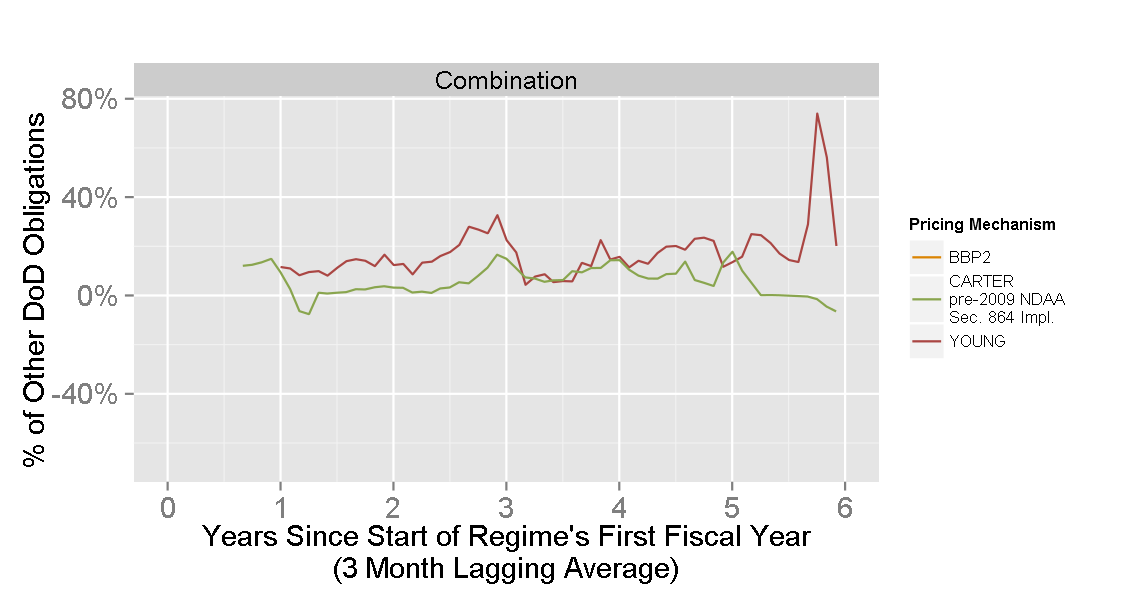 Combination
80%
40%
0%
-40%
% of Other DoD Obligations
0 1 2 3 4 5 6
Years Since Start of Regime's First Fiscal Year
(3 Month Lagging Average)
Pricing Mechanism
BBP2
CARTER
pre-2009 NDAA
Sec. 864 Impl.
YOUNG